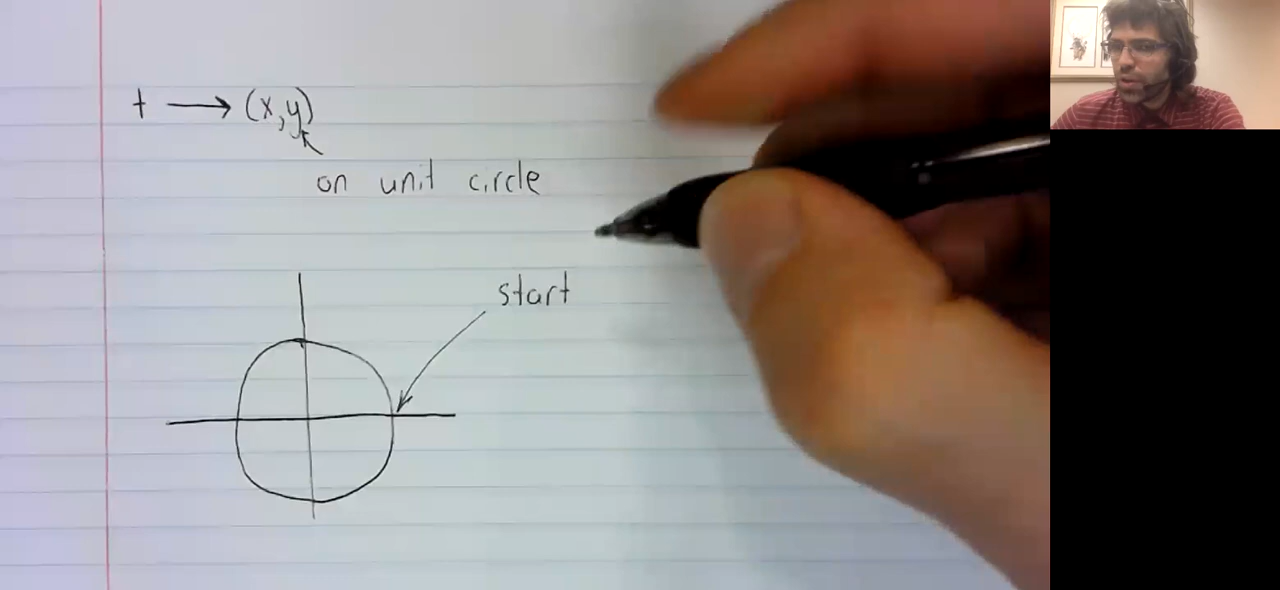 t → (x,y)
on unit circle
start